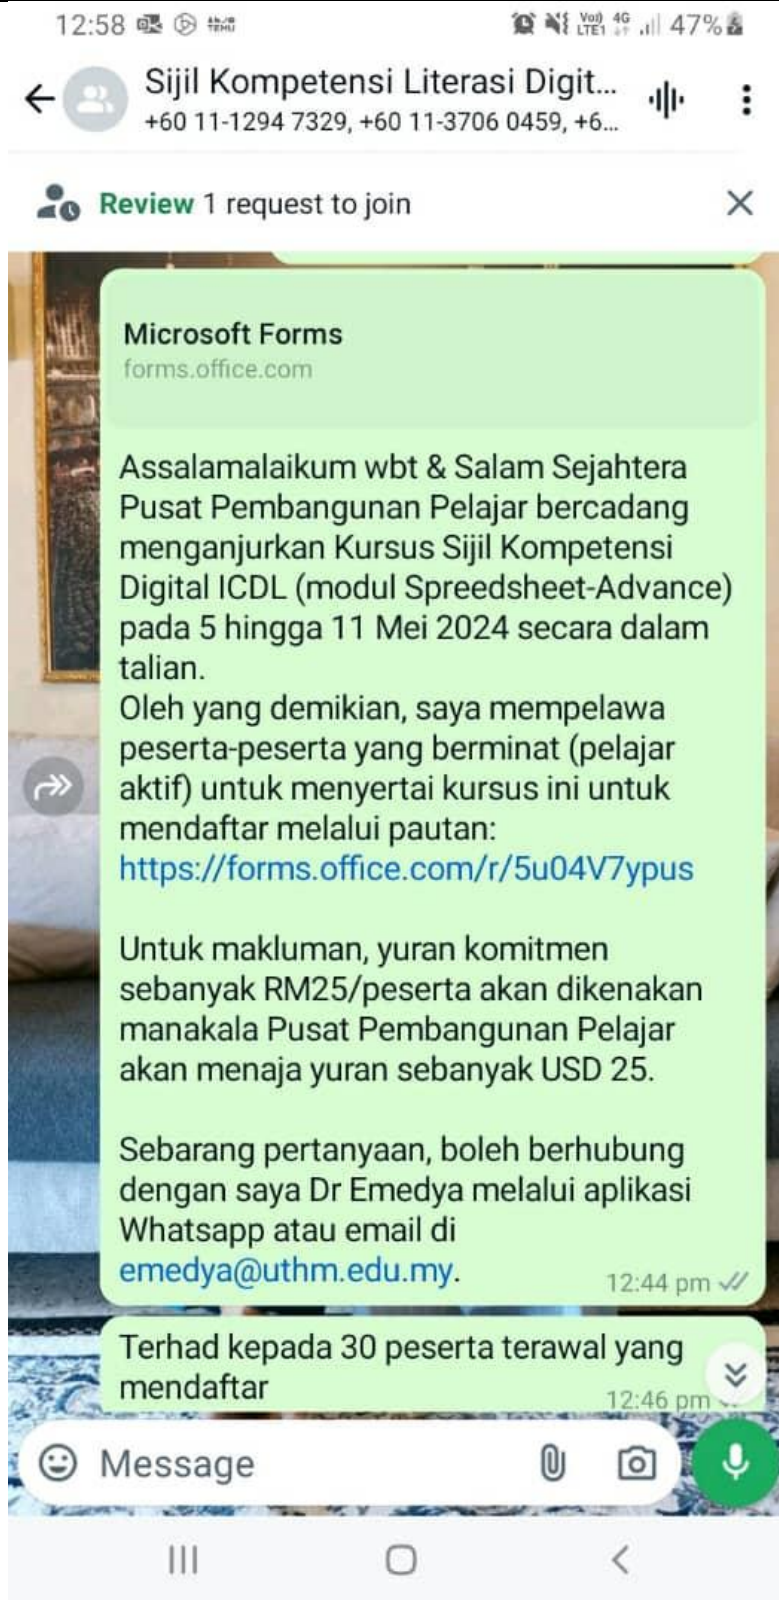 12:58
TEMU
Vo))
LTE1
4G
47%
Sijil Kompetensi Literasi Digit...
+60 11-1294 7329, +60 11-3706 0459, +6...
Review 1 request to join
Microsoft Forms
forms.office.com
Assalamalaikum wbt & Salam Sejahtera
Pusat Pembangunan Pelajar bercadang
menganjurkan Kursus Sijil Kompetensi
Digital ICDL (modul Spreedsheet-Advance)
pada 5 hingga 11 Mei 2024 secara dalam
talian.
Oleh yang demikian, saya mempelawa
peserta-peserta yang berminat (pelajar
aktif) untuk menyertai kursus ini untuk
mendaftar melalui pautan:
https://forms.office.com/r/5u04V7ypus
Untuk makluman, yuran komitmen
sebanyak RM25/peserta akan dikenakan
manakala Pusat Pembangunan Pelajar
akan menaja yuran sebanyak USD 25.
Sebarang pertanyaan, boleh berhubung
dengan saya Dr Emedya melalui aplikasi
Whatsapp atau email di
emedya@uthm.edu.my.
12:44 pm
Terhad kepada 30 peserta terawal yang
mendaftar
12:46 pm
Message